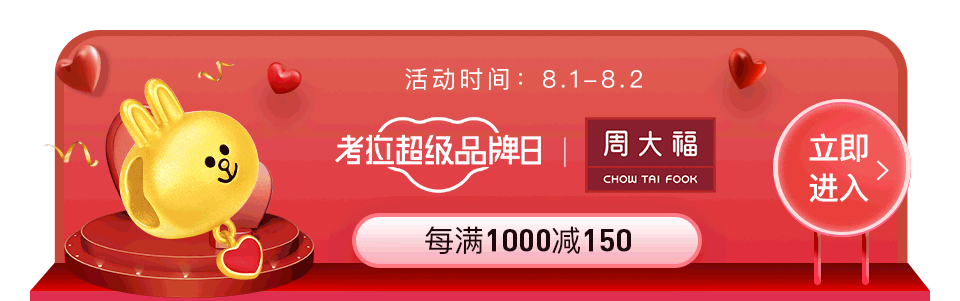 活动时间：8.1-8.2
考拉超级品牌日
周大福
CHOW TAI FOOK
每满1000减150
立即
进入